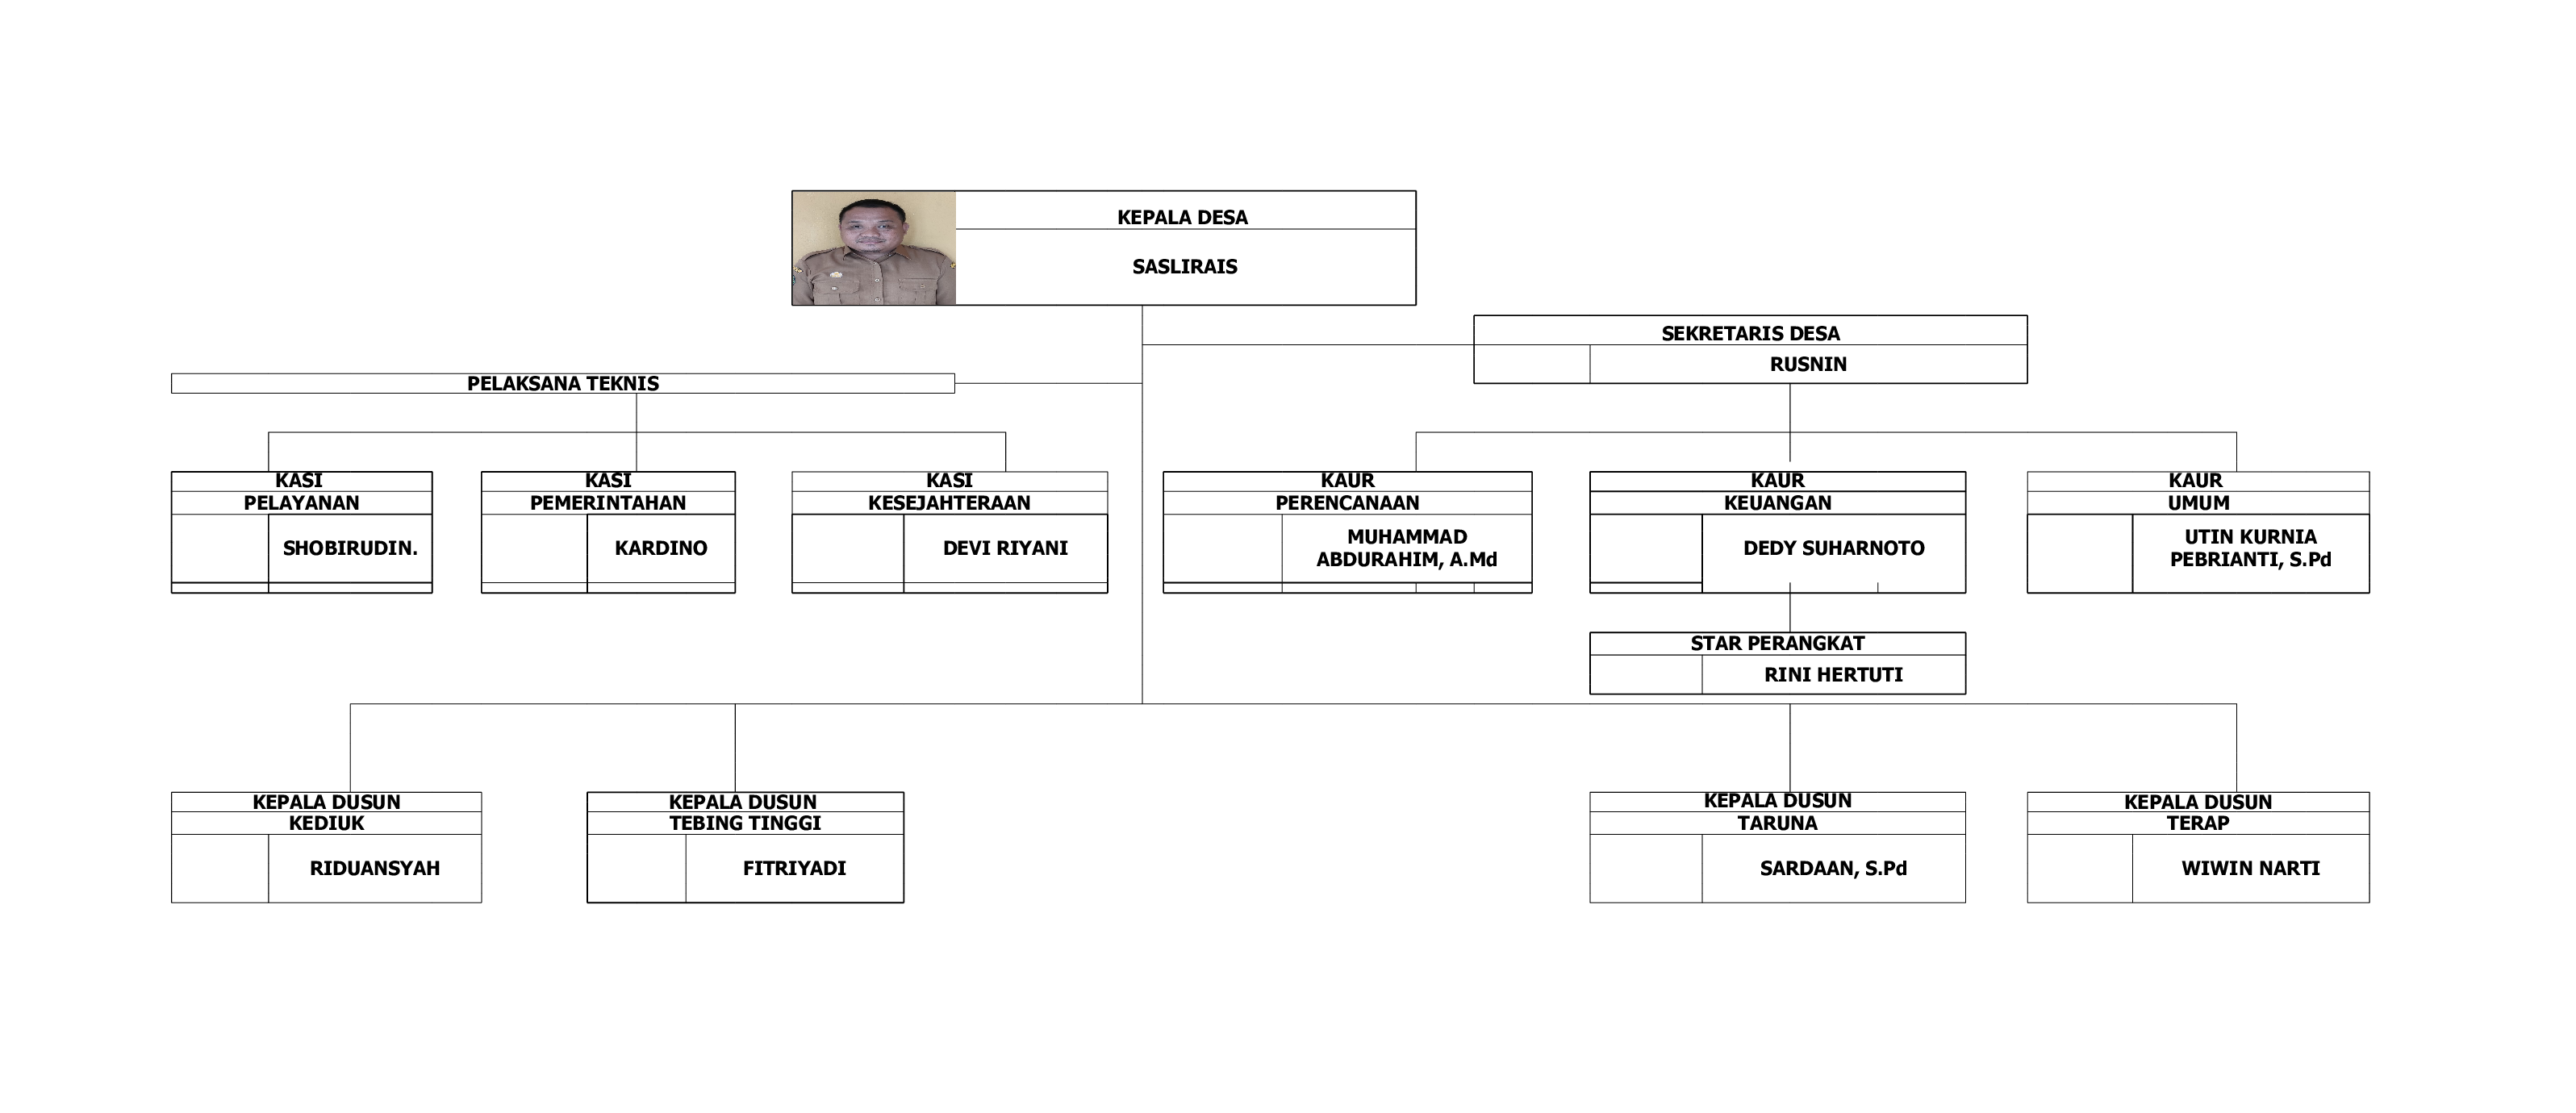 KEPALA DESA
SASLIRAIS
SEKRETARIS DESA
RUSNIN
PELAKSANA TEKNIS
KASI
PELAYANAN
SHOBIRUDIN.
KASI
PEMERINTAHAN
KARDINO
KASI
KESEJAHTERAAN
DEVI RIYANI
KAUR
PERENCANAAN
MUHAMMAD
ABDURAHIM, A.Md
KAUR
KEUANGAN
DEDY SUHARNOTO
KAUR
UMUM
UTIN KURNIA
PEBRIANTI, S.Pd
STAR PERANGKAT
RINI HERTUTI
KEPALA DUSUN
KEDIUK
RIDUANSYAH
KEPALA DUSUN
TEBING TINGGI
FITRIYADI
KEPALA DUSUN
TARUNA
SARDAAN, S.Pd
KEPALA DUSUN
TERAP
WIWIN NARTI